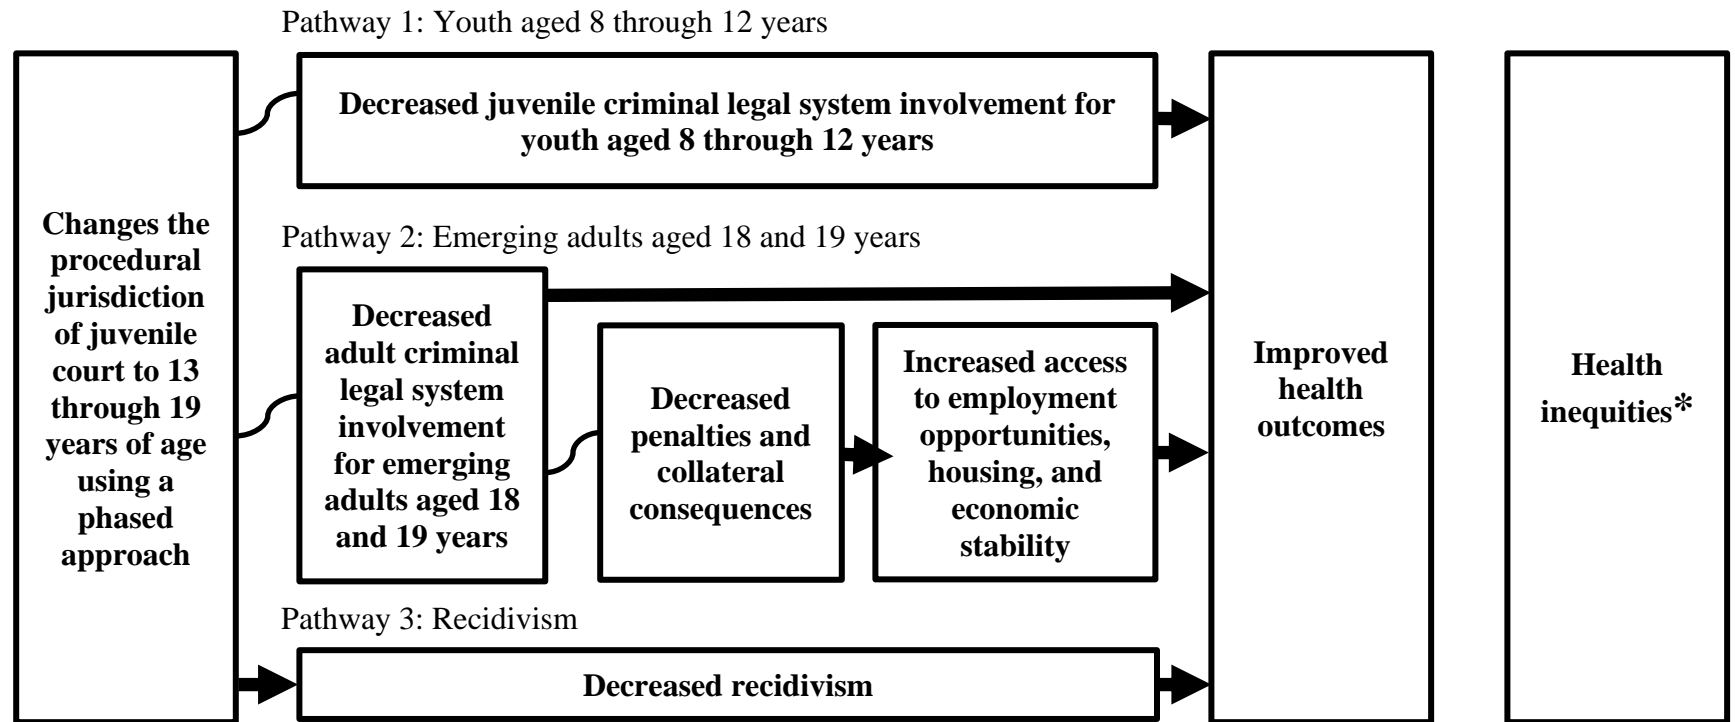 Pathway 1: Youth aged 8 through 12 years
Changes the
procedural
jurisdiction
of juvenile
court to 13
through 19
years of age
using a
phased
approach
Decreased juvenile criminal legal system involvement for
youth aged 8 through 12 years
Pathway 2: Emerging adults aged 18 and 19 years
Decreased
adult criminal
legal system
involvement
for emerging
adults aged 18
and 19 years
Decreased
penalties and
collateral
consequences
Increased access
to employment
opportunities,
housing, and
economic
stability
Pathway 3: Recidivism
Decreased recidivism
Improved
health
outcomes
Health
inequities*